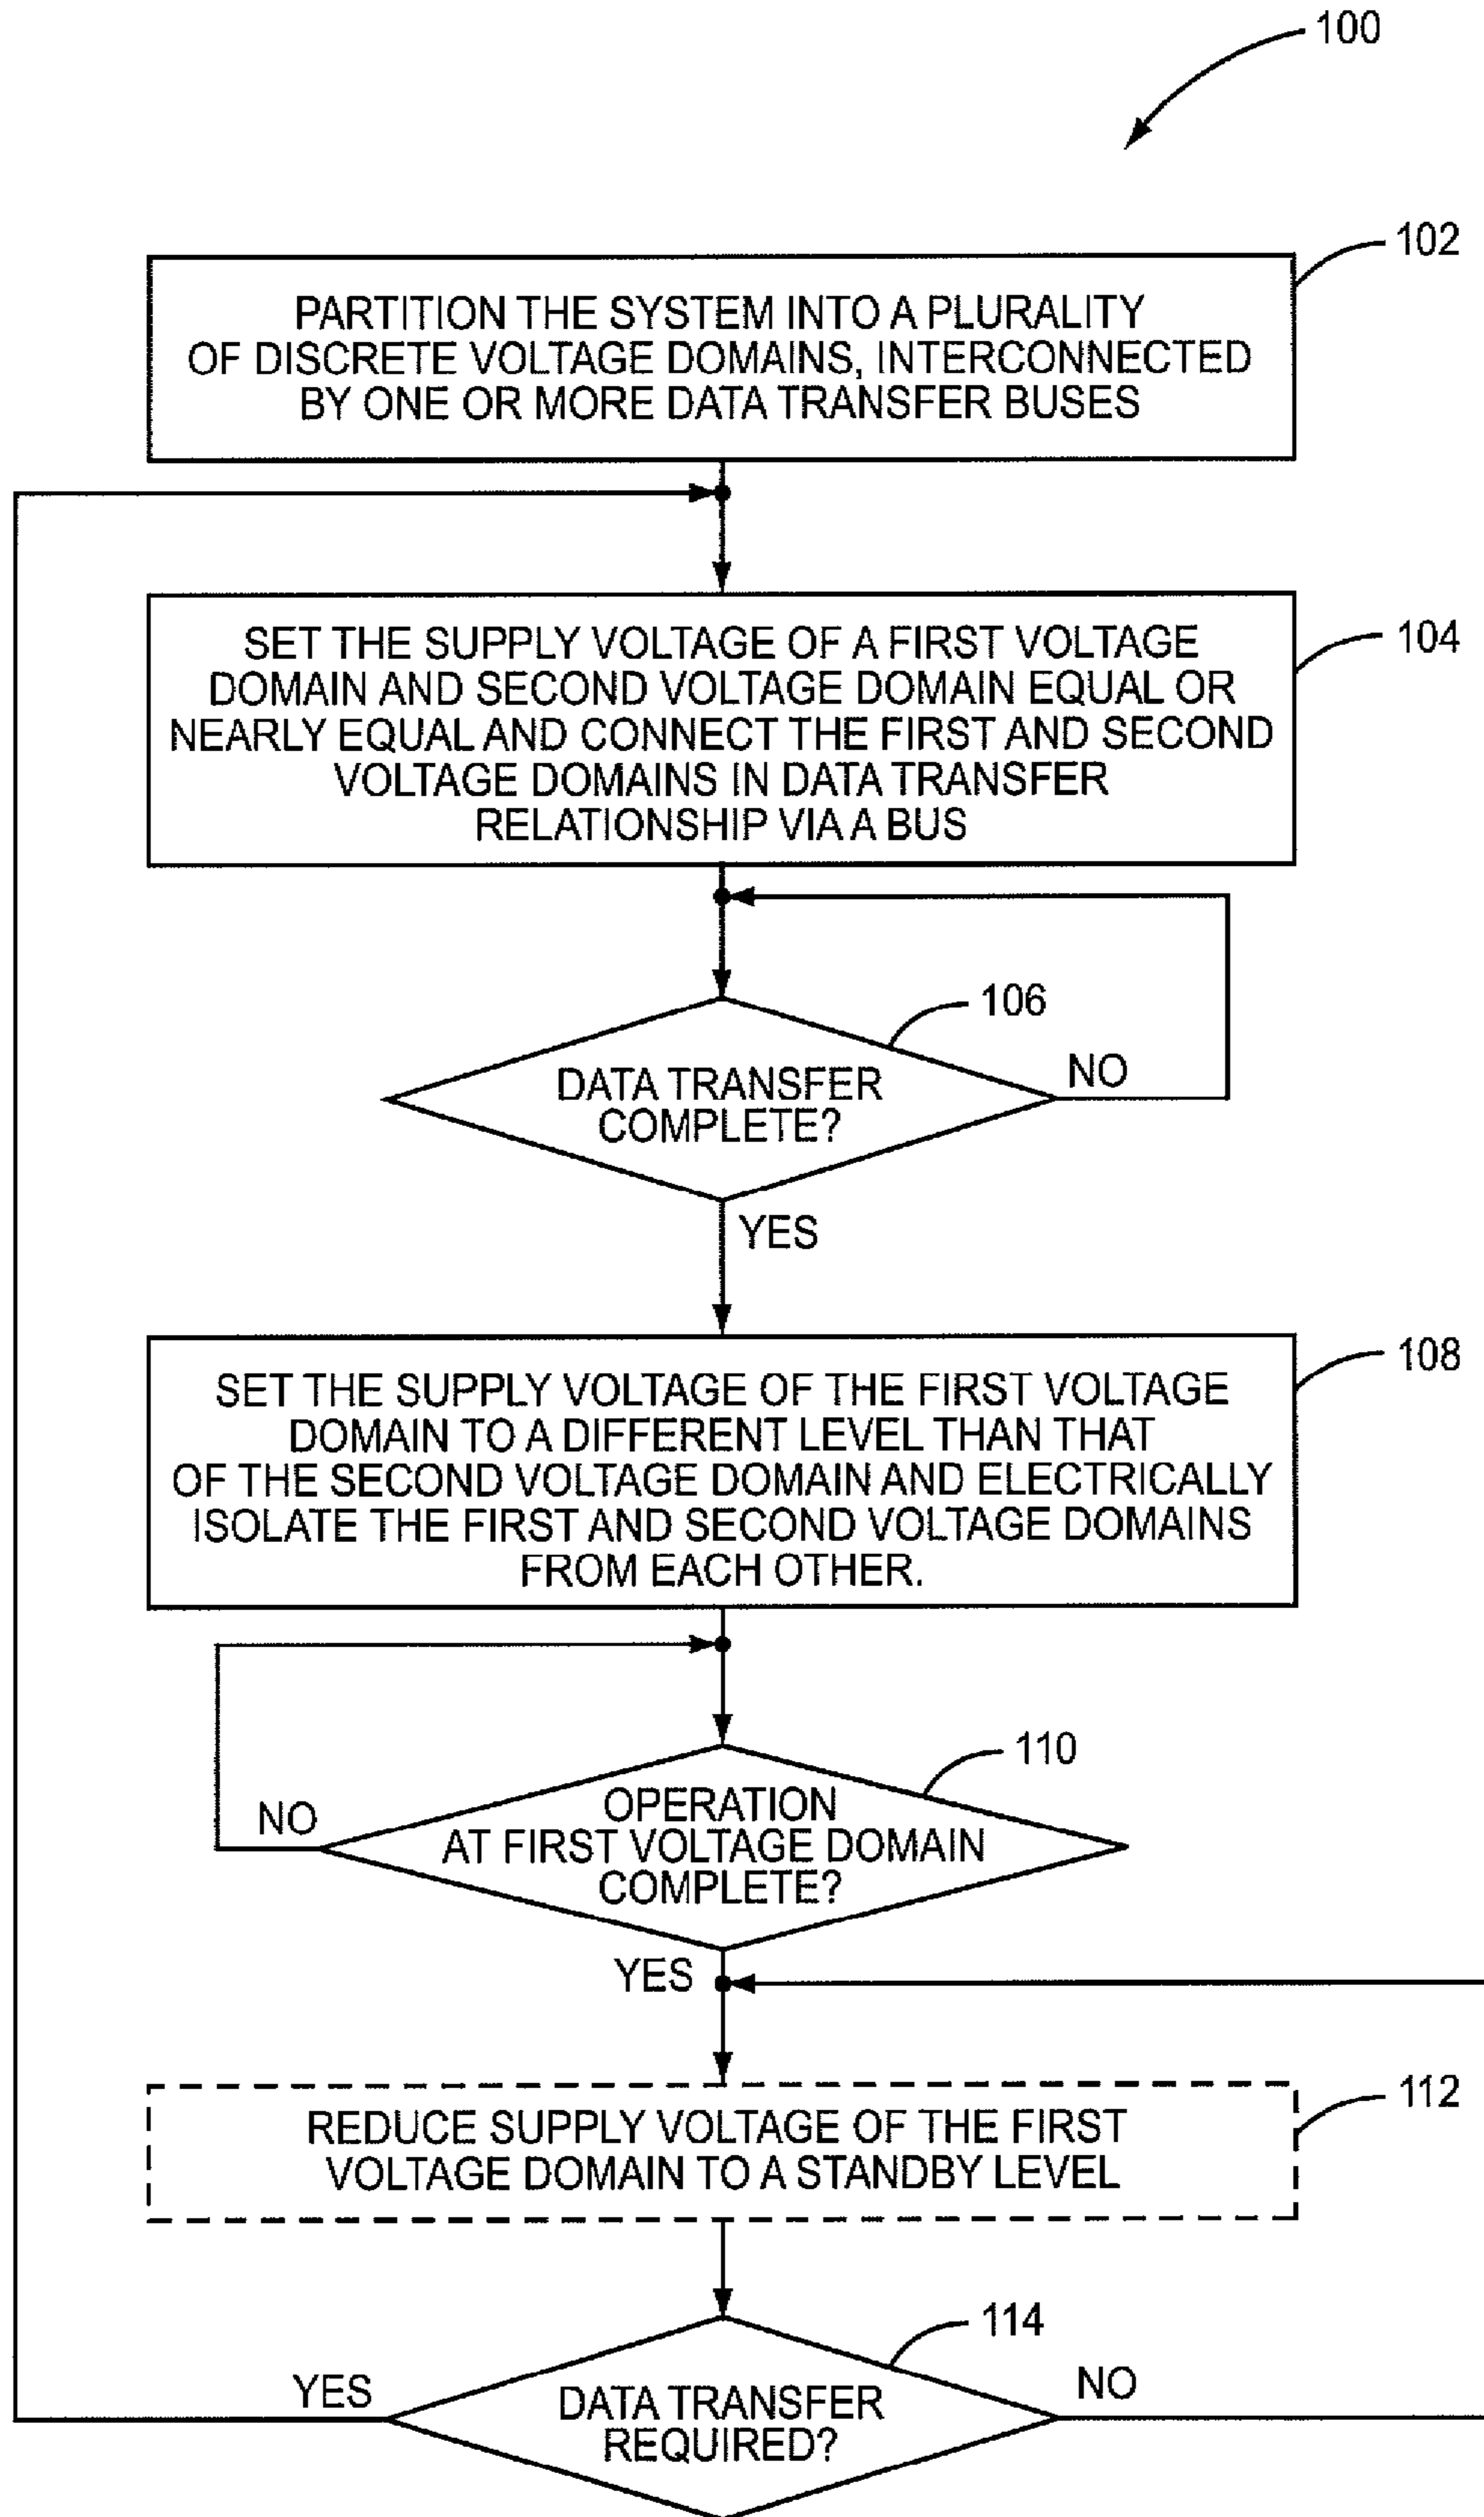 100
102
PARTITION THE SYSTEM INTO A PLURALITY
OF DISCRETE VOLTAGE DOMAINS, INTERCONNECTED
BY ONE OR MORE DATA TRANSFER BUSES
104
SET THE SUPPLY VOLTAGE OF A FIRST VOLTAGE
DOMAIN AND SECOND VOLTAGE DOMAIN EQUAL OR
NEARLY EQUAL AND CONNECT THE FIRST AND SECOND
VOLTAGE DOMAINS IN DATA TRANSFER
RELATIONSHIP VIA A BUS
106
DATA TRANSFER
COMPLETE?
NO
YES
108
SET THE SUPPLY VOLTAGE OF THE FIRST VOLTAGE
DOMAIN TO A DIFFERENT LEVEL THAN THAT
OF THE SECOND VOLTAGE DOMAIN AND ELECTRICALLY
ISOLATE THE FIRST AND SECOND VOLTAGE DOMAINS
FROM EACH OTHER.
110
NO
OPERATION
AT FIRST VOLTAGE DOMAIN
COMPLETE?
YES
112
REDUCE SUPPLY VOLTAGE OF THE FIRST
VOLTAGE DOMAIN TO A STANDBY LEVEL
114
YES
DATA TRANSFER
REQUIRED?
NO